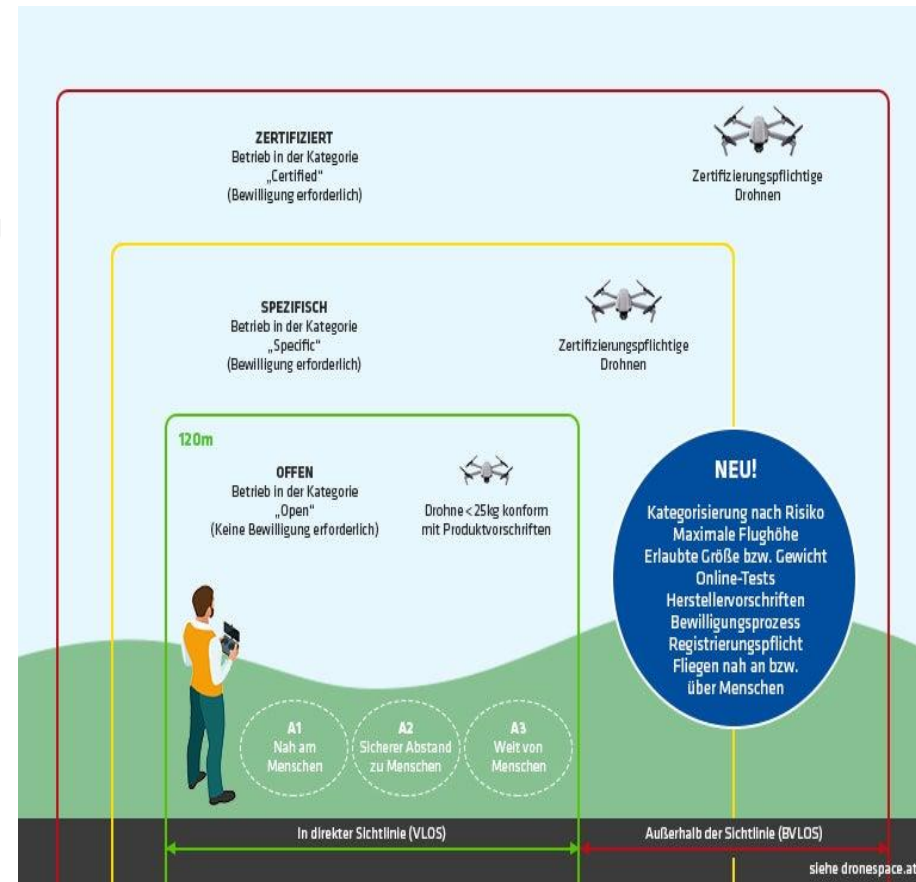 ZERTIFIZIERT
Betrieb in der Kategorie
„Certified“
(Bewilligung erforderlich)
Zertifizierungspflichtige
Drohnen
SPEZIFISCH
Betrieb in der Kategorie
„Specific“
(Bewilligung erforderlich)
Zertifizierungspflichtige
Drohnen
120m
OFFEN
Betrieb in der Kategorie
„Open“
(Keine Bewilligung erforderlich)
Drohne < 25kg konform
mit Produktvorschriften
NEU!
Kategorisierung nach Risiko
Maximale Flughöhe
Erlaubte Größe bzw. Gewicht
Online-Tests
Herstellervorschriften
Bewilligungsprozess
Registrierungspflicht
Fliegen nah an bzw.
über Menschen
A1
Nah am
Menschen
A2
Sicherer Abstand
zu Menschen
A3
Weit von
Menschen
In direkter Sichtlinie (VLOS)
Außerhalb der Sichtlinie (BVLOS)
siehe dronespace.at